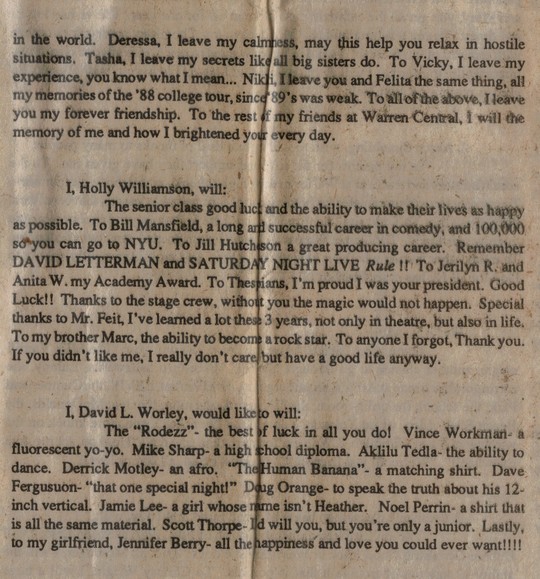 in the world. Deressa, I leave my calmness, may this help you relax in hostile
situations. Tasha, I leave my secrets like all big sisters do. To Vicky, I leave my
experience, you know what I mean... Nikki, I leave you and Felita the same thing, all
my memories of the '88 college tour, since '89's was weak. To all of the above, I leave
you my forever friendship. To the rest of my friends at Warren Central, I will the
memory of me and how I brightened your every day.
I, Holly Williamson, will:
The senior class good luck and the ability to make their lives as happy
as possible. To Bill Mansfield, a long and successful career in comedy, and 100,000
so you can go to NYU. To Jill Hutcheson a great producing career. Remember
DAVID LETTERMAN and SATURDAY NIGHT LIVE Rule !! To Jerilyn R. and
Anita W. my Academy Award. To Thespians, I'm proud I was your president. Good
Luck!! Thanks to the stage crew, without you the magic would not happen. Special
thanks to Mr. Feit, I've learned a lot these 3 years, not only in theatre, but also in life.
To my brother Marc, the ability to become a rock star. To anyone I forgot, Thank you.
If you didn't like me, I really don't care but have a good life anyway.
I, David L. Worley, would like to will:
The "Rodezz"- the best of luck in all you do! Vince Workman- a
fluorescent yo-yo. Mike Sharp- a high school diploma. Aklilu Tedla- the ability to
dance. Derrick Motley- an afro. "The Human Banana"- a matching shirt. Dave
Fergusuon- "that one special night!" Doug Orange- to speak the truth about his 12-
inch vertical. Jamie Lee- a girl whose name isn't Heather. Noel Perrin- a shirt that
is all the same material. Scott Thorpe- I'd will you, but you're only a junior. Lastly,
to my girlfriend, Jennifer Berry- all the happiness and love you could ever want!!!!